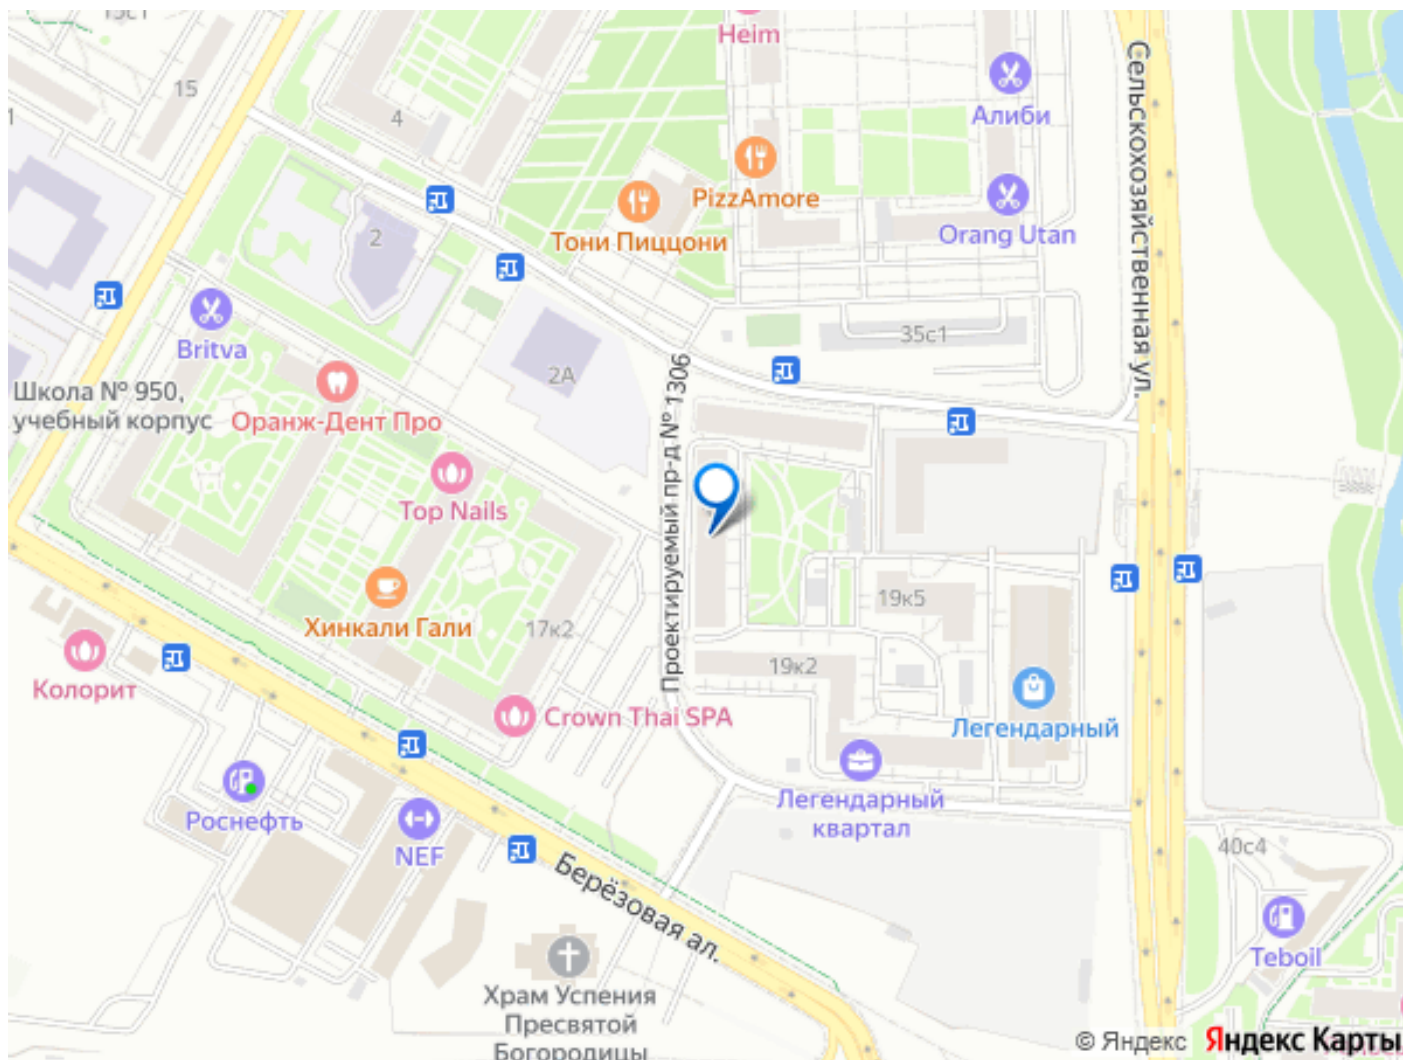 15с1
Heim
15
4
1
Алиби
Сельскохозяйственная ул.
PizzAmore
Тони Пиццони
Orang Utan
2
Britva
35с1
2А
Школа № 950,
учебный корпус
Оранж-Дент Про
Проектируемый пр-д № 1306
Top Nails
Хинкали Гали
17к2
19к5
19к2
Колорит
Crown Thai SPA
Легендарный
Роснефть
NEF
Легендарный
квартал
40с4
Берёзовая ал.
Teboil
Храм Успения
Пресвятой
Богородицы
© Яндекс Яндекс Карты